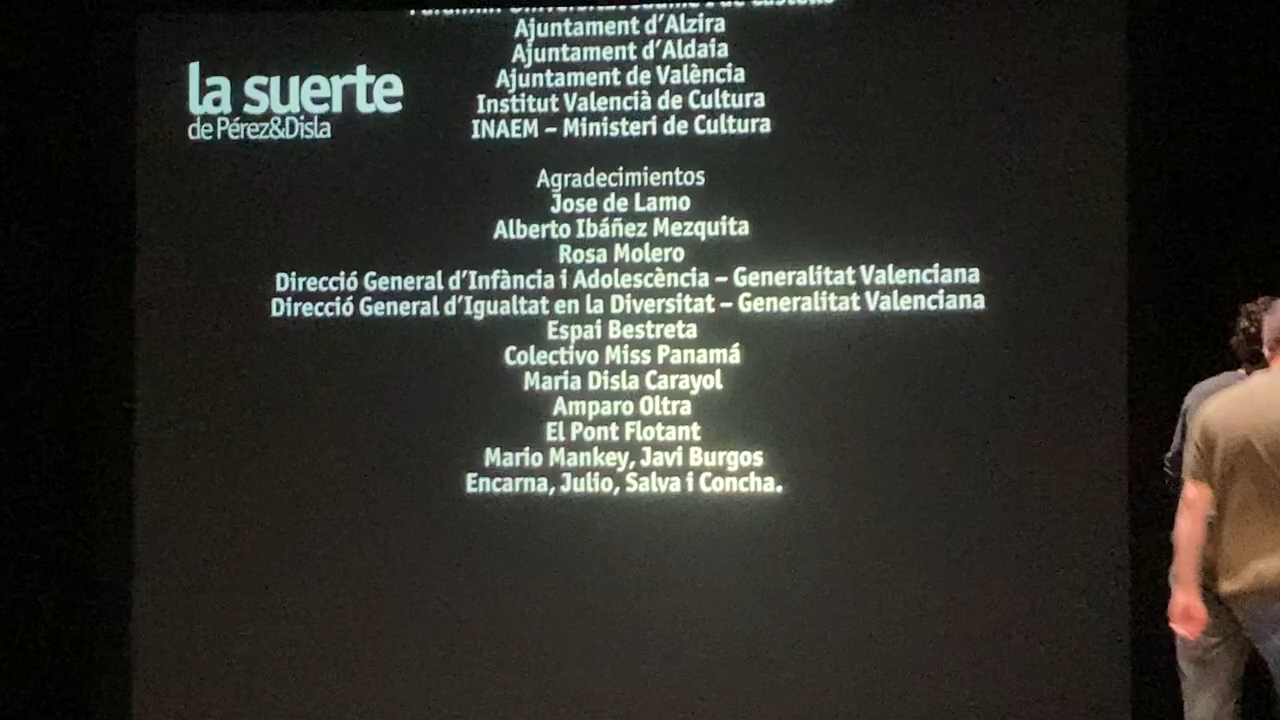 Ajuntament d'Alzira
Ajuntament d'Aldaia
Ajuntament de València
Institut Valencià de Cultura
INAEM – Ministeri de Cultura
la suerte
de Pérez&Disla
Agradecimientos
Jose de Lamo
Alberto Ibáñez Mezquita
Rosa Molero
Direcció General d'Infància i Adolescència – Generalitat Valenciana
Direcció General d'Igualtat en la Diversitat – Generalitat Valenciana
Espai Bestreta
Colectivo Miss Panamá
Maria Disla Carayol
Amparo Oltra
El Pont Flotant
Mario Mankey, Javi Burgos
Encarna, Julio, Salva i Concha.